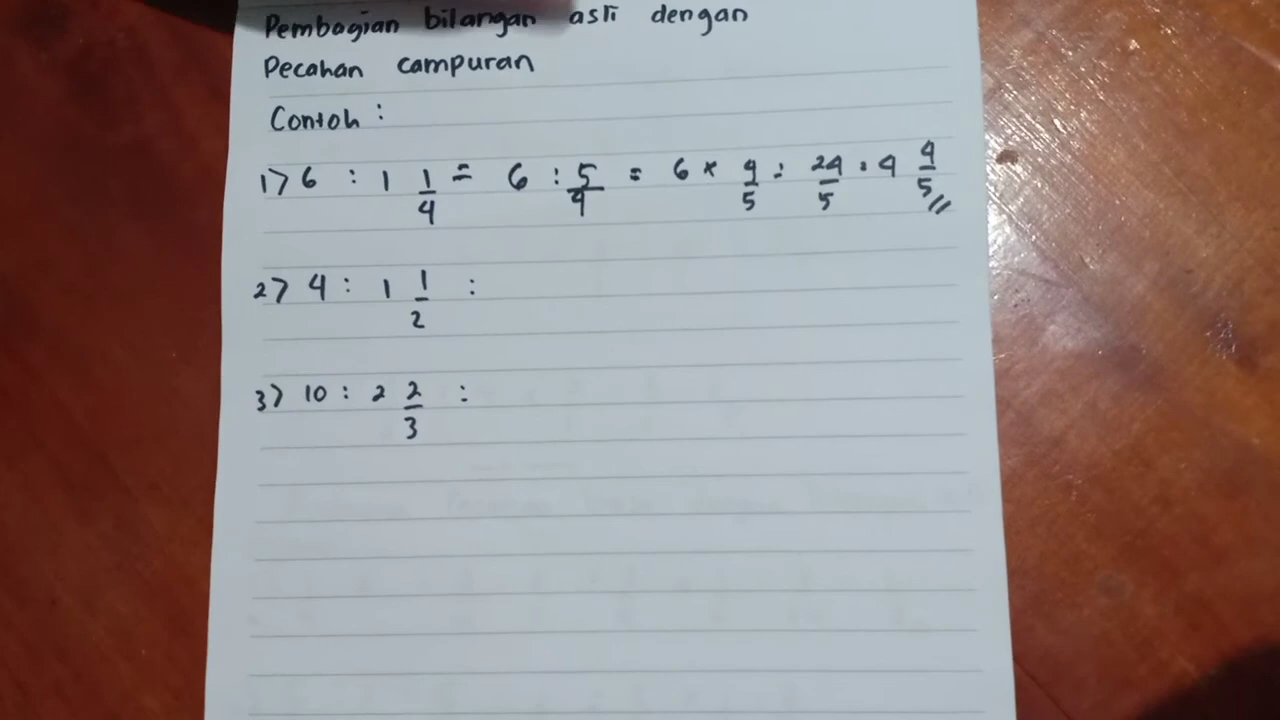 Pembagian bilangan asli dengan
Pecahan campuran
Contoh :
1> 6 : 1 1/4 = 6 : 5/4 = 6 × 4/5 = 24/5 = 4 4/5 //
2> 4 : 1 1/2 :
3> 10 : 2 2/3 :